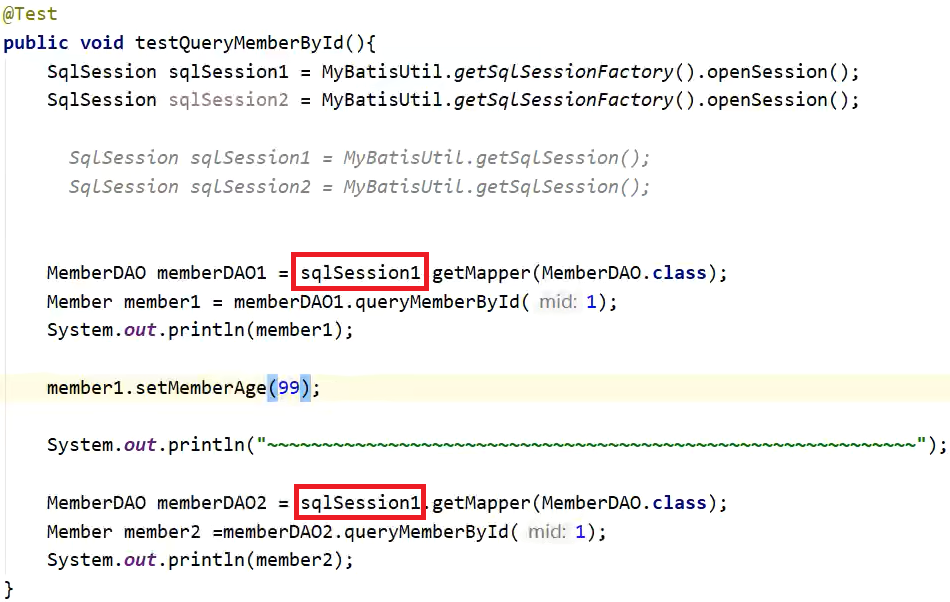 @Test
public void testQueryMemberById(){
SqlSession sqlSession1 = MyBatisUtil.getSqlSessionFactory().openSession();
SqlSession sqlSession2 = MyBatisUtil.getSqlSessionFactory().openSession();
SqlSession sqlSession1 = MyBatisUtil.getSqlSession();
SqlSession sqlSession2 = MyBatisUtil.getSqlSession();
MemberDAO memberDAO1 = sqlSession1.getMapper(MemberDAO.class);
Member member1 = memberDAO1.queryMemberById( mid: 1);
System.out.println(member1);
member1.setMemberAge(99);
System.out.println("~~~~~~~~~~~~~~~~~~~~~~~~~~~~~~~~~~~~~~~~~~~~~~~~~~~~~~~~~~~");
MemberDAO memberDAO2 = sqlSession1.getMapper(MemberDAO.class);
Member member2 =memberDAO2.queryMemberById( mid: 1);
System.out.println(member2);
}